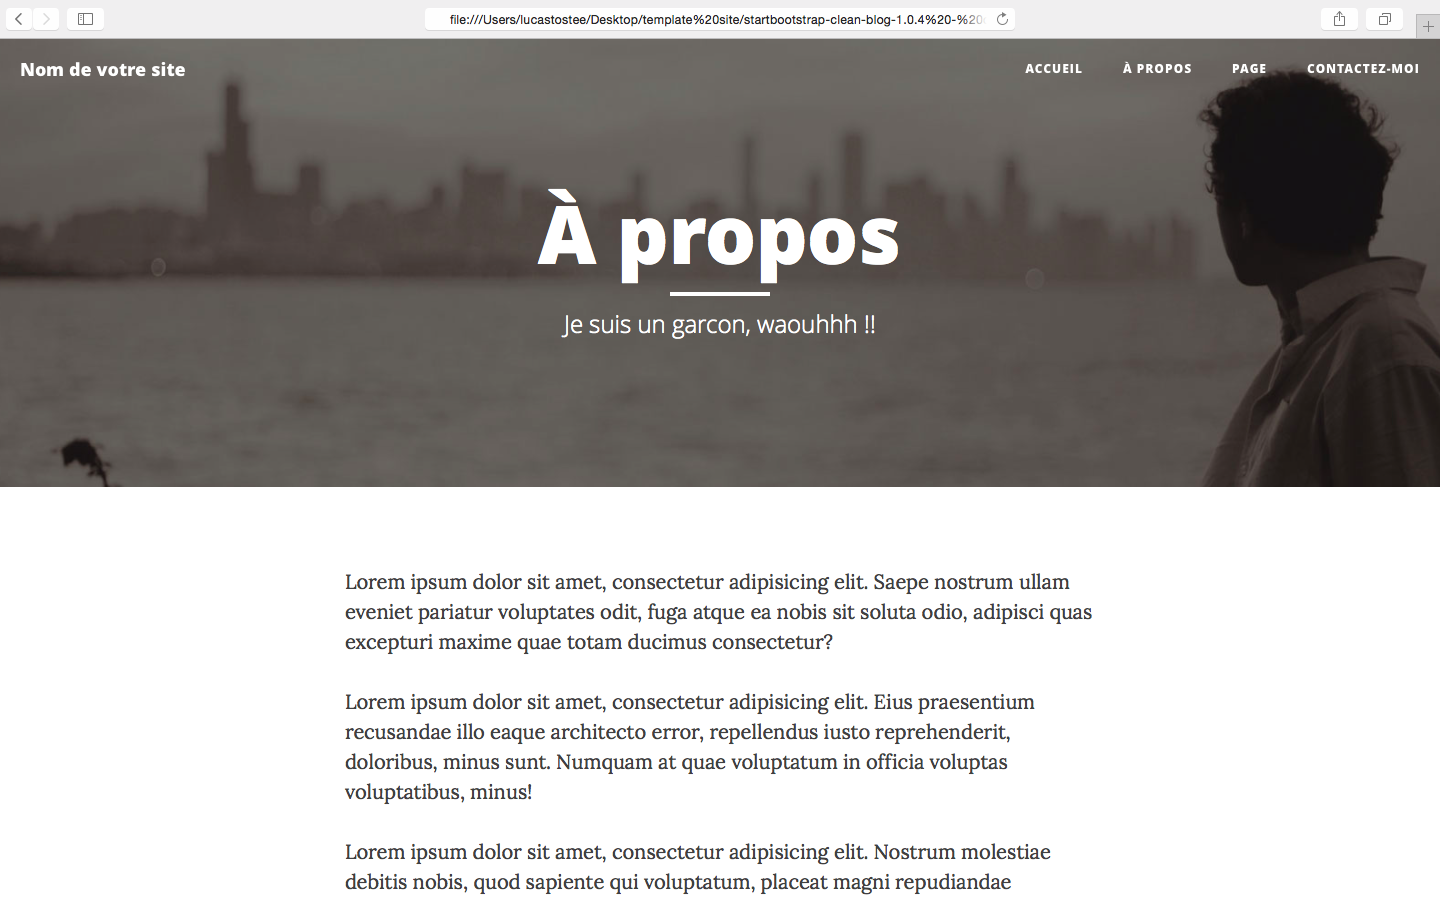 file:///Users/lucastostee/Desktop/template%20site/startbootstrap-clean-blog-1.0.4%20-%20
Nom de votre site
ACCUEIL
À PROPOS
PAGE
CONTACTEZ-MOI
À propos
Je suis un garcon, waouhhh !!
Lorem ipsum dolor sit amet, consectetur adipisicing elit. Saepe nostrum ullam
eveniet pariatur voluptates odit, fuga atque ea nobis sit soluta odio, adipisci quas
excepturi maxime quae totam ducimus consectetur?
Lorem ipsum dolor sit amet, consectetur adipisicing elit. Eius praesentium
recusandae illo eaque architecto error, repellendus iusto reprehenderit,
doloribus, minus sunt. Numquam at quae voluptatum in officia voluptas
voluptatibus, minus!
Lorem ipsum dolor sit amet, consectetur adipisicing elit. Nostrum molestiae
debitis nobis, quod sapiente qui voluptatum, placeat magni repudiandae